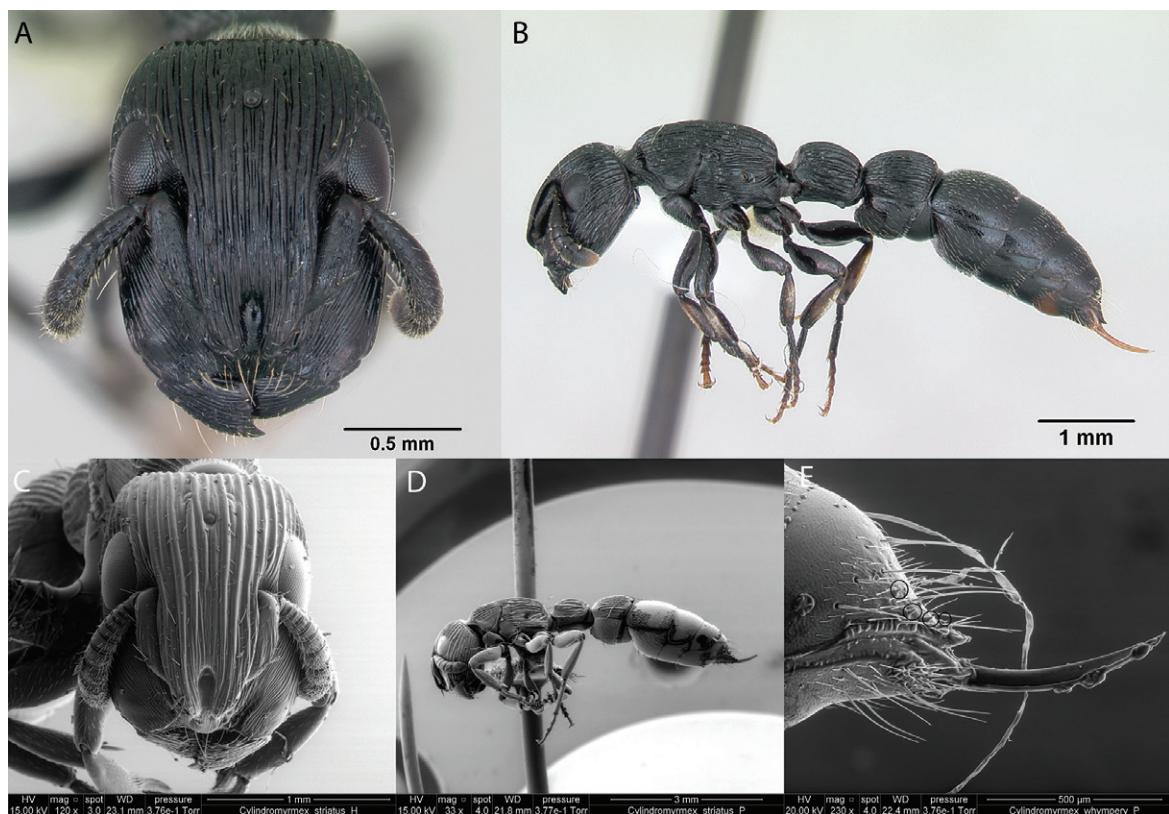 A
B
0.5 mm
1 mm
C
D
E
HV mag □ spot WD pressure 1 mm
15.00 kV 120 x 3.0 23.1 mm 3.76e-1 Torr Cylindromyrmex_striatus_H
HV mag □ spot WD pressure 3 mm
15.00 kV 33 x 4.0 21.8 mm 3.77e-1 Torr Cylindromyrmex_striatus_P
HV mag □ spot WD pressure 500 µm
20.00 kV 230 x 4.0 22.4 mm 3.76e-1 Torr Cylindromyrmex_whympery_P